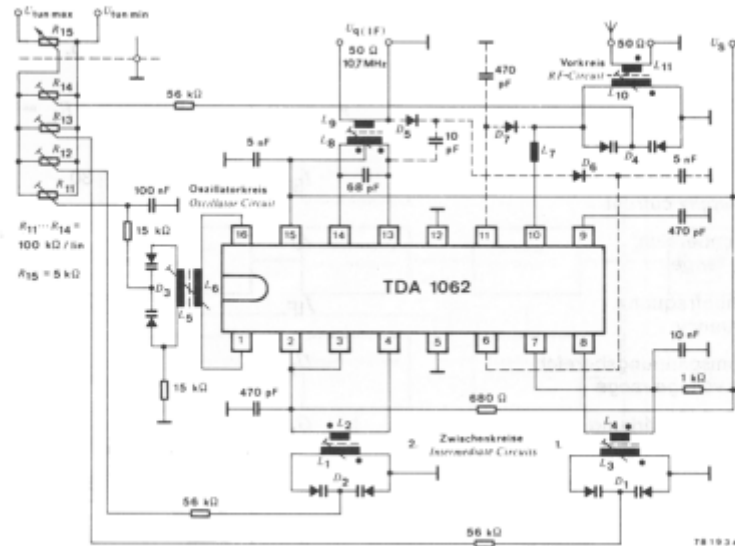 Utun max
Utun min
R15
Uq(IF)
50 Ω
10.7 MHz
470 pF
50 Ω
L11
Vorkreis
RF-Circuit
L10
US
R14
56 kΩ
R13
R12
R11
L9
D5
L8
10 pF
D7
L7
D4
D6
5 nF
5 nF
100 nF
Oszillatorkreis
Oscillator Circuit
68 pF
470 pF
R11...R14 =
100 kΩ/lin
R15 = 5 kΩ
15 kΩ
D3
L5
L6
16
15
14
13
12
11
10
9
TDA 1062
1
2
3
4
5
6
7
8
15 kΩ
470 pF
680 Ω
10 nF
1 kΩ
L2
L1
D2
2.
Zwischenkreise
Intermediate Circuits
1.
L4
L3
D1
56 kΩ
56 kΩ